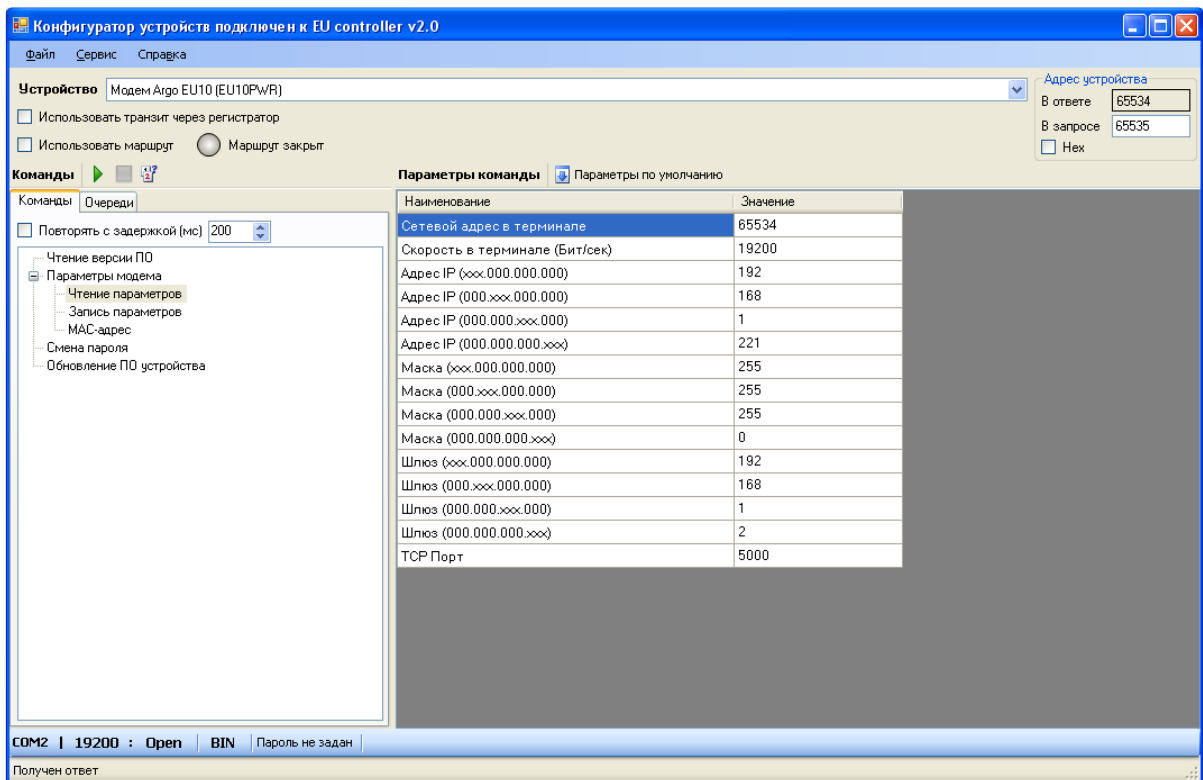 Конфигуратор устройств подключен к EU controller v2.0
Файл Сервис Справка
Устройство Модем Argo EU10 (EU10PWR)
Использовать транзит через регистратор
Использовать маршрут Маршрут закрыт
Адрес устройства
В ответе 65534
В запросе 65535
Hex
Команды
Параметры команды Параметры по умолчанию
Команды Очереди
Повторять с задержкой (мс) 200
Чтение версии ПО
Параметры модема
Чтение параметров
Запись параметров
MAC-адрес
Смена пароля
Обновление ПО устройства
Наименование Значение
Сетевой адрес в терминале 65534
Скорость в терминале (Бит/сек) 19200
Адрес IP (xxx.000.000.000) 192
Адрес IP (000.xxx.000.000) 168
Адрес IP (000.000.xxx.000) 1
Адрес IP (000.000.000.xxx) 221
Маска (xxx.000.000.000) 255
Маска (000.xxx.000.000) 255
Маска (000.000.xxx.000) 255
Маска (000.000.000.xxx) 0
Шлюз (xxx.000.000.000) 192
Шлюз (000.xxx.000.000) 168
Шлюз (000.000.xxx.000) 1
Шлюз (000.000.000.xxx) 2
TCP Порт 5000
COM2 | 19200 : Open BIN Пароль не задан
Получен ответ